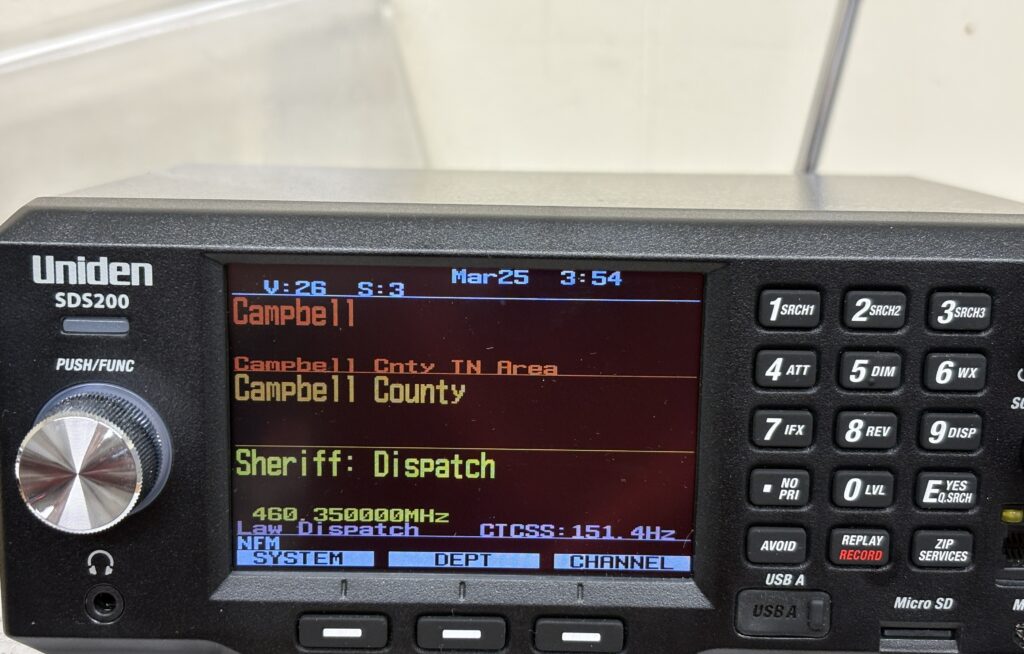 Uniden
SDS200
PUSH/FUNC
V:26 S:3 Mar25 3:54
Campbell
Campbell Cnty TN Area
Campbell County
Sheriff: Dispatch
460.350000MHz
Law Dispatch CTCSS:151.4Hz
NFM
SYSTEM DEPT CHANNEL
1 SRCH1 2 SRCH2 3 SRCH3
4 ATT 5 DIM 6 WX
7 IFX 8 REV 9 DISP
. NO PRI 0 LVL E YES Q.SRCH
AVOID REPLAY RECORD ZIP SERVICES
USB A
USB A
Micro SD